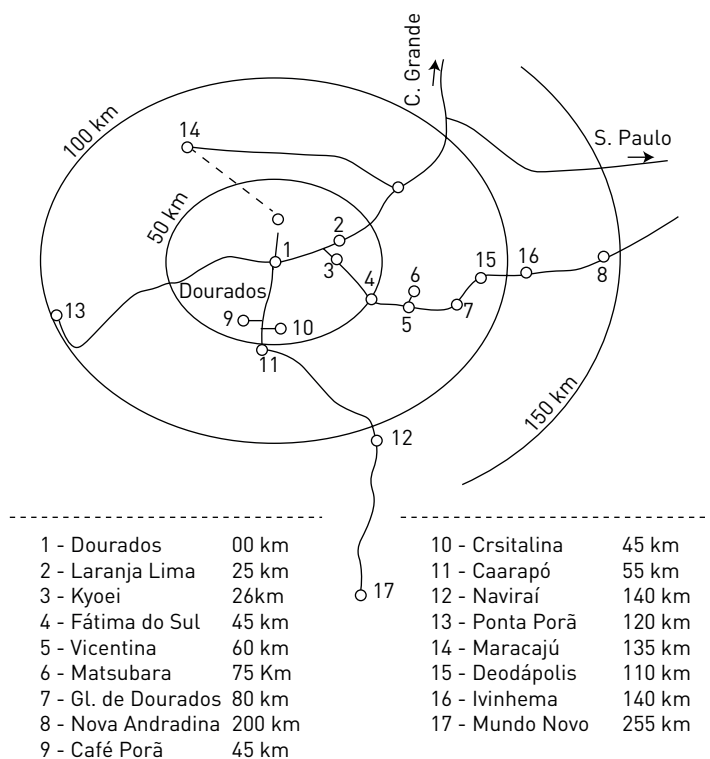 C. Grande
100 km
14
S. Paulo
50 km
2
1
3
15
16
8
4
6
Dourados
5
7
13
9
10
11
150 km
12
17
1 - Dourados 00 km
2 - Laranja Lima 25 km
3 - Kyoei 26km
4 - Fátima do Sul 45 km
5 - Vicentina 60 km
6 - Matsubara 75 Km
7 - Gl. de Dourados 80 km
8 - Nova Andradina 200 km
9 - Café Porã 45 km
10 - Crsitalina 45 km
11 - Caarapó 55 km
12 - Naviraí 140 km
13 - Ponta Porã 120 km
14 - Maracajú 135 km
15 - Deodápolis 110 km
16 - Ivinhema 140 km
17 - Mundo Novo 255 km